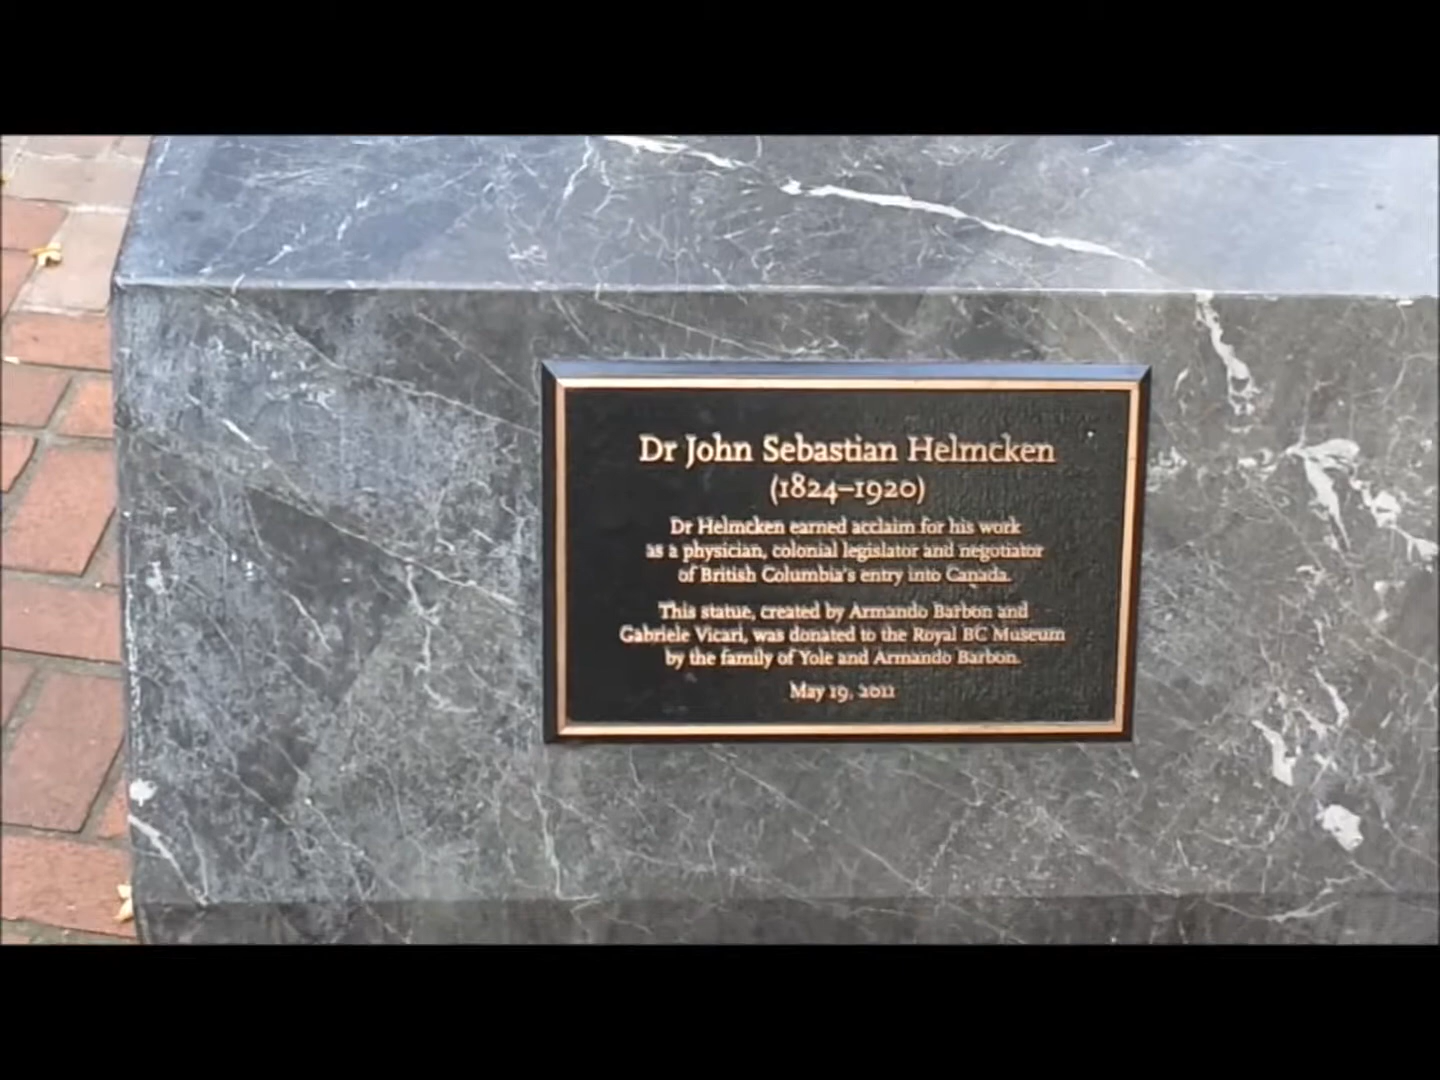 Dr John Sebastian Helmcken
(1824–1920)
Dr Helmcken earned acclaim for his work
as a physician, colonial legislator and negotiator
of British Columbia's entry into Canada.
This statue, created by Armando Barbon and
Gabriele Vicari, was donated to the Royal BC Museum
by the family of Yole and Armando Barbon.
May 19, 2011